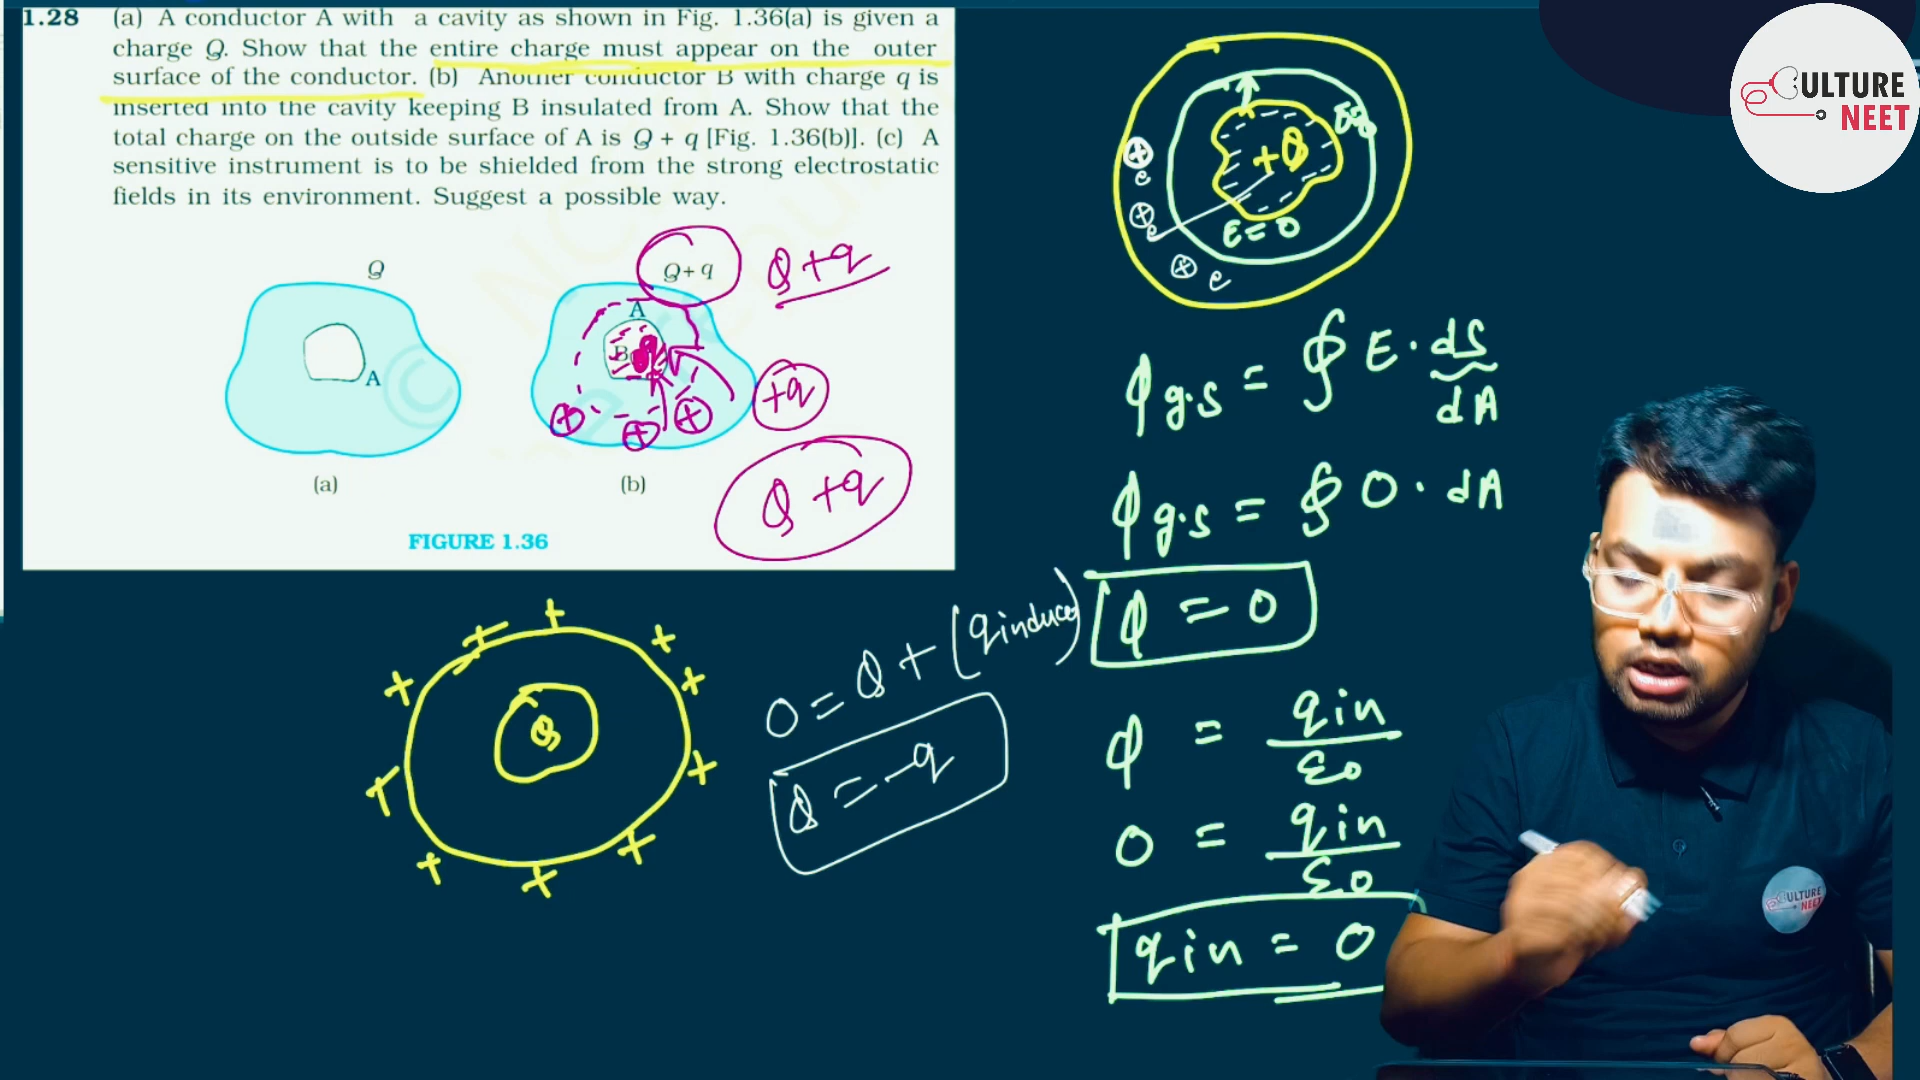 1.28 (a) A conductor A with a cavity as shown in Fig. 1.36(a) is given a
charge Q. Show that the entire charge must appear on the outer
surface of the conductor. (b) Another conductor B with charge q is
inserted into the cavity keeping B insulated from A. Show that the
total charge on the outside surface of A is Q + q [Fig. 1.36(b)]. (c) A
sensitive instrument is to be shielded from the strong electrostatic
fields in its environment. Suggest a possible way.
Q
A
(a)
Q+ q
A
B
(b)
FIGURE 1.36
Q + q
+q
Q + q
Q
0 = Q + (q induced)
Q = -q
+Q
E=0
e
e
e
ϕ g.s = ∮ E . dS
dA
ϕ g.s = ∮ 0 . dA
ϕ = 0
ϕ = qin
ε0
0 = qin
ε0
qin = 0
CULTURE
NEET
CULTURE
NEET